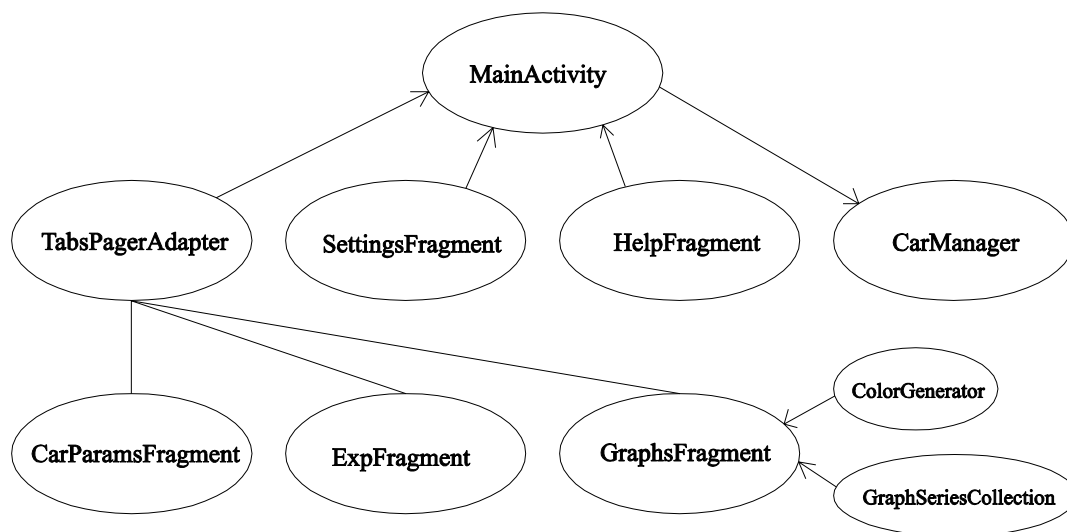 MainActivity
TabsPagerAdapter
SettingsFragment
HelpFragment
CarManager
ColorGenerator
CarParamsFragment
ExpFragment
GraphsFragment
GraphSeriesCollection